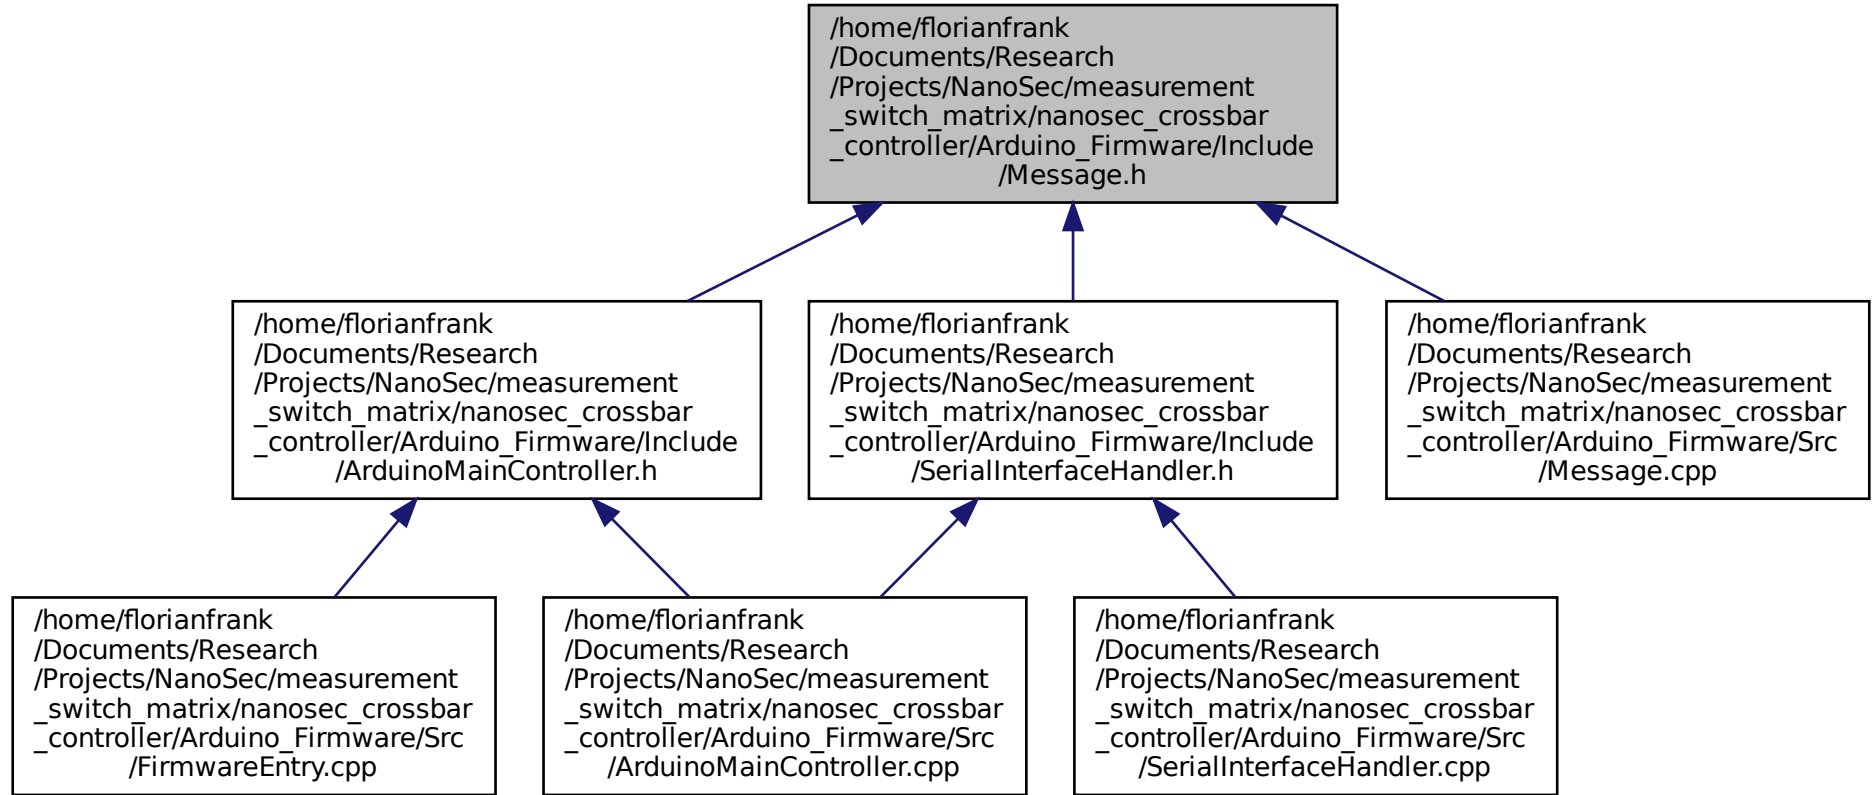 /home/florianfrank
/Documents/Research
/Projects/NanoSec/measurement
_switch_matrix/nanosec_crossbar
_controller/Arduino_Firmware/Include
/Message.h
/home/florianfrank
/Documents/Research
/Projects/NanoSec/measurement
_switch_matrix/nanosec_crossbar
_controller/Arduino_Firmware/Include
/ArduinoMainController.h
/home/florianfrank
/Documents/Research
/Projects/NanoSec/measurement
_switch_matrix/nanosec_crossbar
_controller/Arduino_Firmware/Include
/SerialInterfaceHandler.h
/home/florianfrank
/Documents/Research
/Projects/NanoSec/measurement
_switch_matrix/nanosec_crossbar
_controller/Arduino_Firmware/Src
/Message.cpp
/home/florianfrank
/Documents/Research
/Projects/NanoSec/measurement
_switch_matrix/nanosec_crossbar
_controller/Arduino_Firmware/Src
/FirmwareEntry.cpp
/home/florianfrank
/Documents/Research
/Projects/NanoSec/measurement
_switch_matrix/nanosec_crossbar
_controller/Arduino_Firmware/Src
/ArduinoMainController.cpp
/home/florianfrank
/Documents/Research
/Projects/NanoSec/measurement
_switch_matrix/nanosec_crossbar
_controller/Arduino_Firmware/Src
/SerialInterfaceHandler.cpp